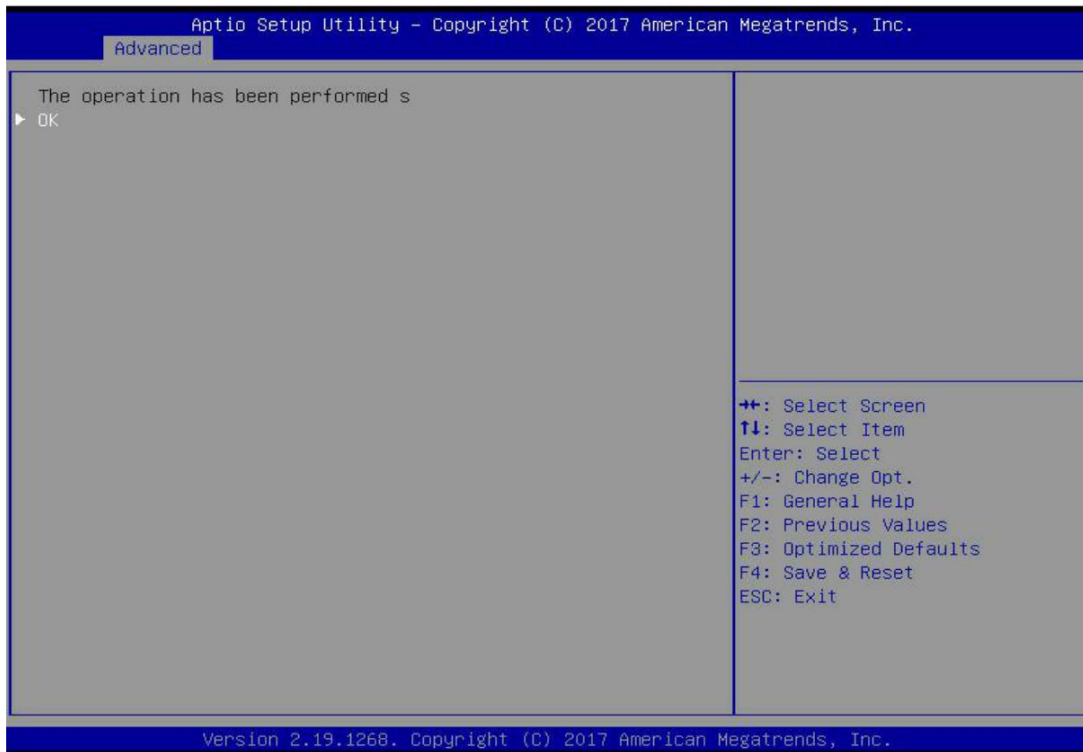 Aptio Setup Utility – Copyright (C) 2017 American Megatrends, Inc.
Advanced
The operation has been performed s
► OK
→←: Select Screen
↑↓: Select Item
Enter: Select
+/-: Change Opt.
F1: General Help
F2: Previous Values
F3: Optimized Defaults
F4: Save & Reset
ESC: Exit
Version 2.19.1268. Copyright (C) 2017 American Megatrends, Inc.